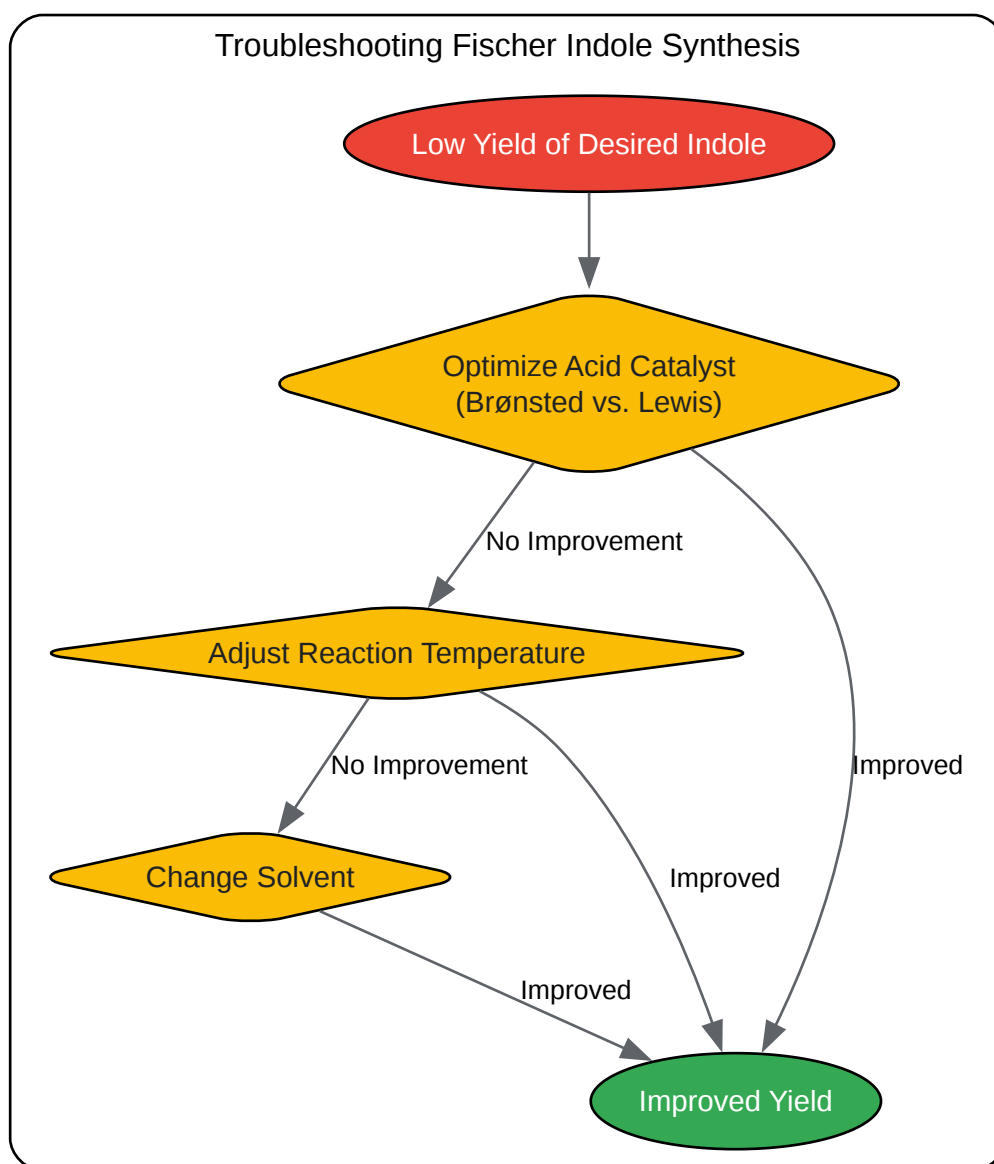 Troubleshooting Fischer Indole Synthesis
Low Yield of Desired Indole
Optimize Acid Catalyst
(Brønsted vs. Lewis)
No Improvement
Adjust Reaction Temperature
No Improvement
Improved
Change Solvent
Improved
Improved
Improved Yield